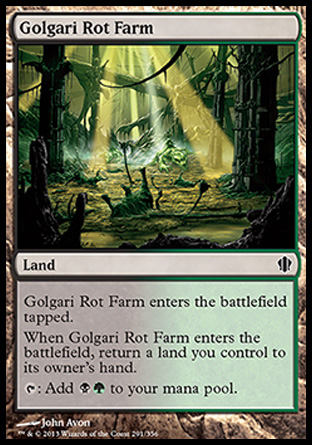 Golgari Rot Farm
Land
Golgari Rot Farm enters the battlefield
tapped.
When Golgari Rot Farm enters the
battlefield, return a land you control to
its owner's hand.
: Add to your mana pool.
John Avon
™ & © 2013 Wizards of the Coast 291/356